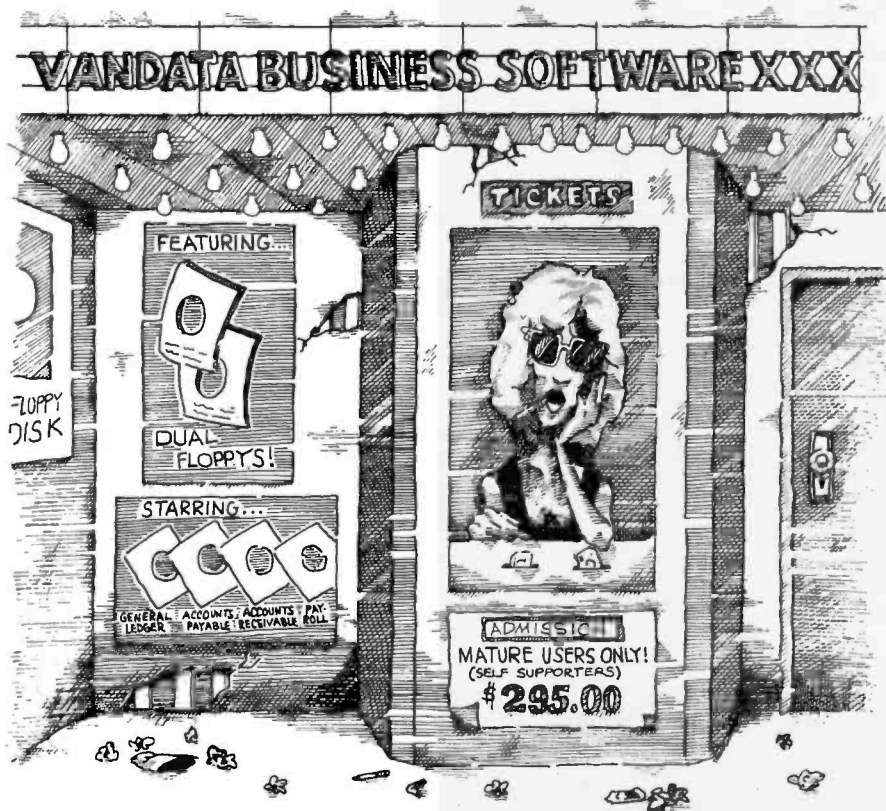 VANDATA BUSINESS SOFTWARE XXX
TICKETS
FEATURING...
DUAL
FLOPPYS!
FLOPPY
DISK
STARRING...
GENERAL LEDGER
ACCOUNTS PAYABLE
ACCOUNTS RECEIVABLE
PAY-ROLL
ADMISSIO
MATURE USERS ONLY!
(SELF SUPPORTERS)
$295.00